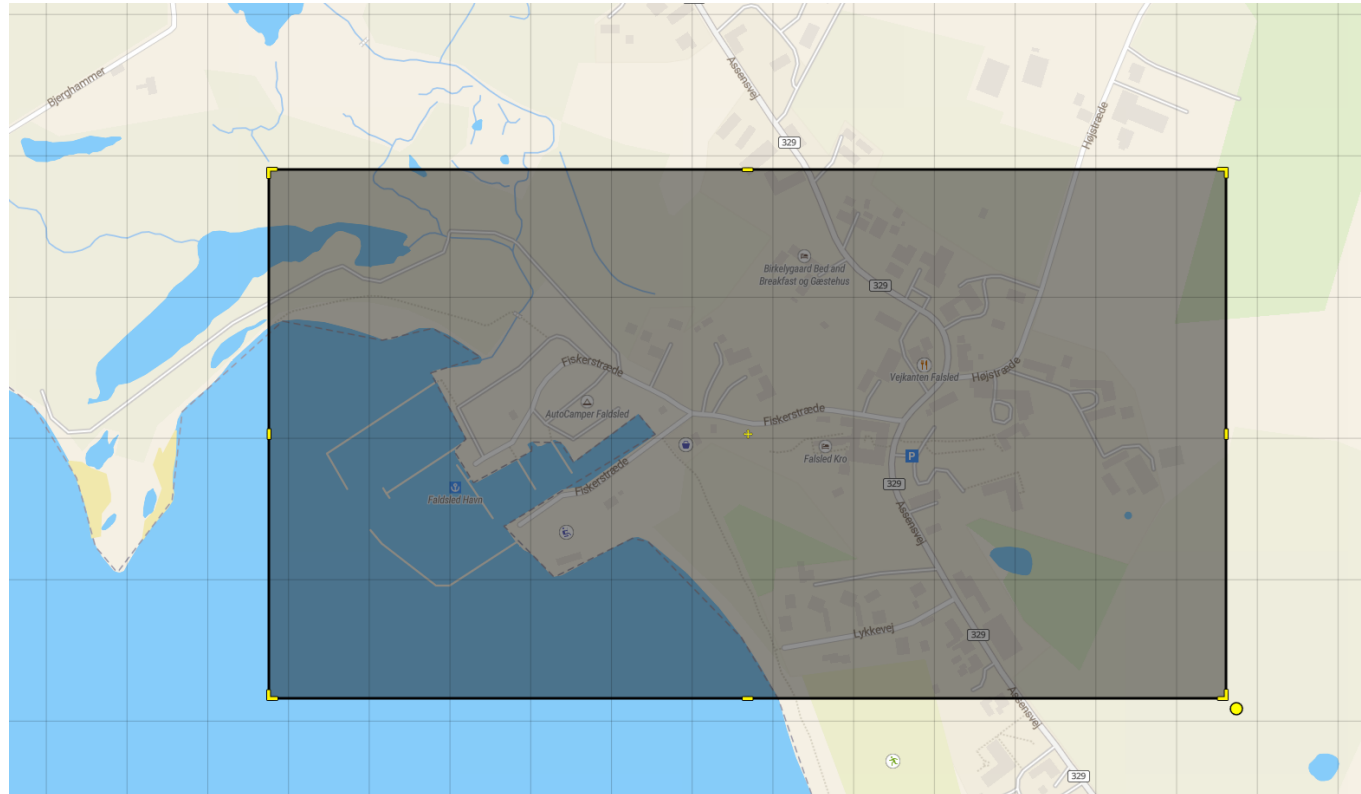 Bjerghammer
Assensvej
329
Højstræde
Birkelygaard Bed and
Breakfast og Gæstehus
329
Fiskerstræde
Vejkanten Falsled
Højstræde
AutoCamper Faldsled
Fiskerstræde
Falsled Kro
P
Fiskerstræde
329
Faldsled Havn
Assensvej
Lykkevej
329
Assensvej
329